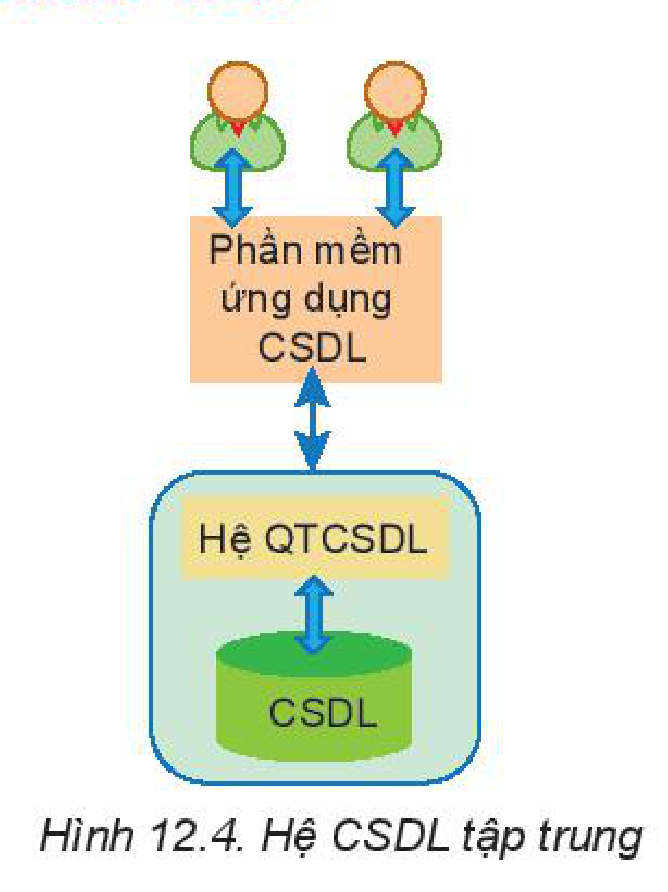 Phần mềm
ứng dụng
CSDL
Hệ QTCSDL
CSDL
Hình 12.4. Hệ CSDL tập trung